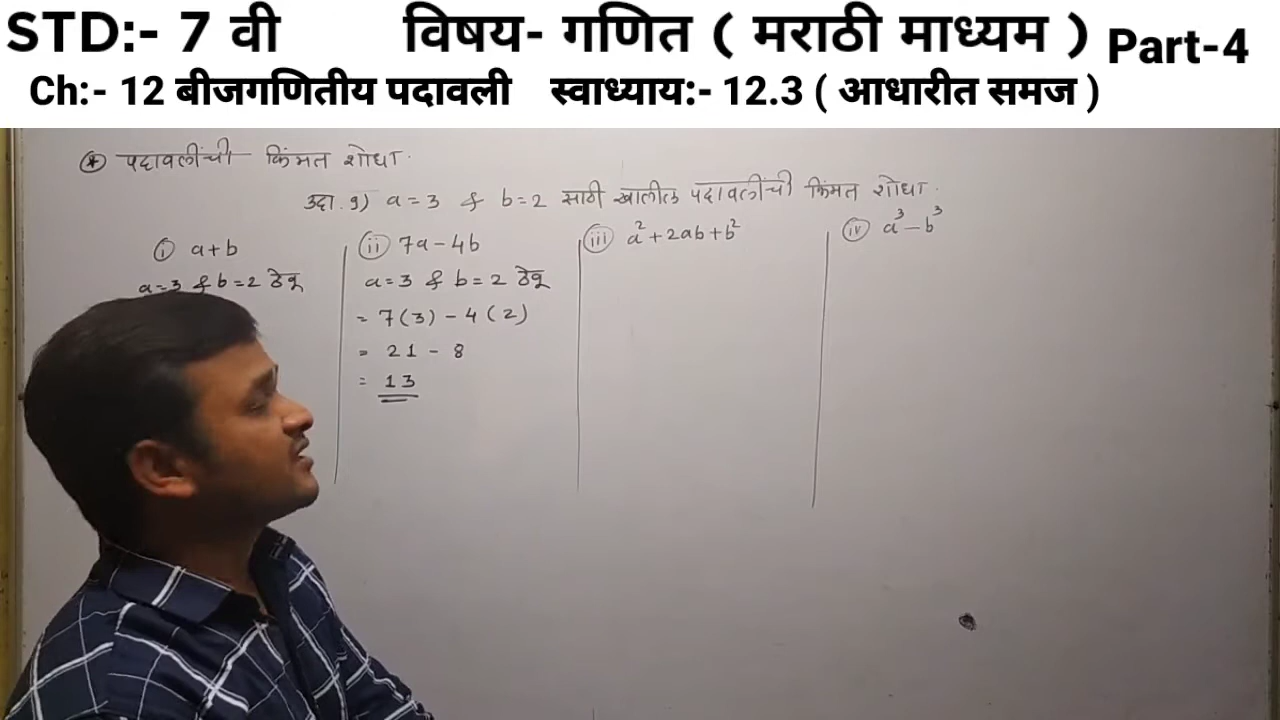 STD:- 7 वी विषय- गणित ( मराठी माध्यम ) Part-4
Ch:- 12 बीजगणितीय पदावली स्वाध्याय:- 12.3 ( आधारीत समज )
* पदावलींची किंमत शोधा.
उदा. १) a = 3 & b = 2 साठी खालील पदावलींची किंमत शोधा.
(i) a + b
a = 3 & b = 2 ठेवू
(ii) 7a - 4b
a = 3 & b = 2 ठेवू
= 7(3) - 4(2)
= 21 - 8
= 13
(iii) a² + 2ab + b²
(iv) a³ - b³